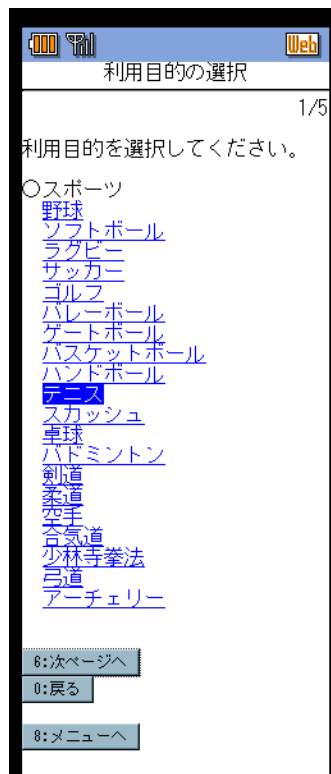 Web
利用目的の選択
1/5
利用目的を選択してください。
○スポーツ
野球
ソフトボール
ラグビー
サッカー
ゴルフ
バレーボール
ゲートボール
バスケットボール
ハンドボール
テニス
スカッシュ
卓球
バドミントン
剣道
柔道
空手
合気道
少林寺拳法
弓道
アーチェリー
6:次ページへ
0:戻る
8:メニューへ